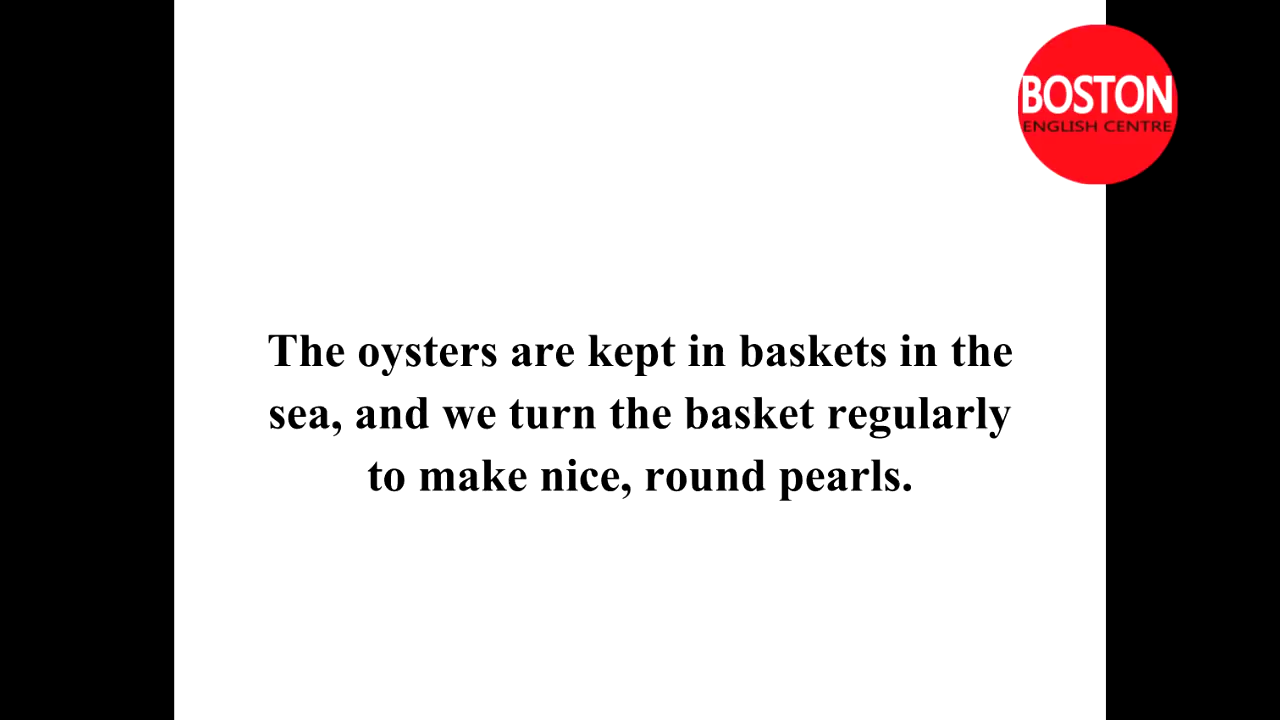 BOSTON
ENGLISH CENTRE
The oysters are kept in baskets in the
sea, and we turn the basket regularly
to make nice, round pearls.